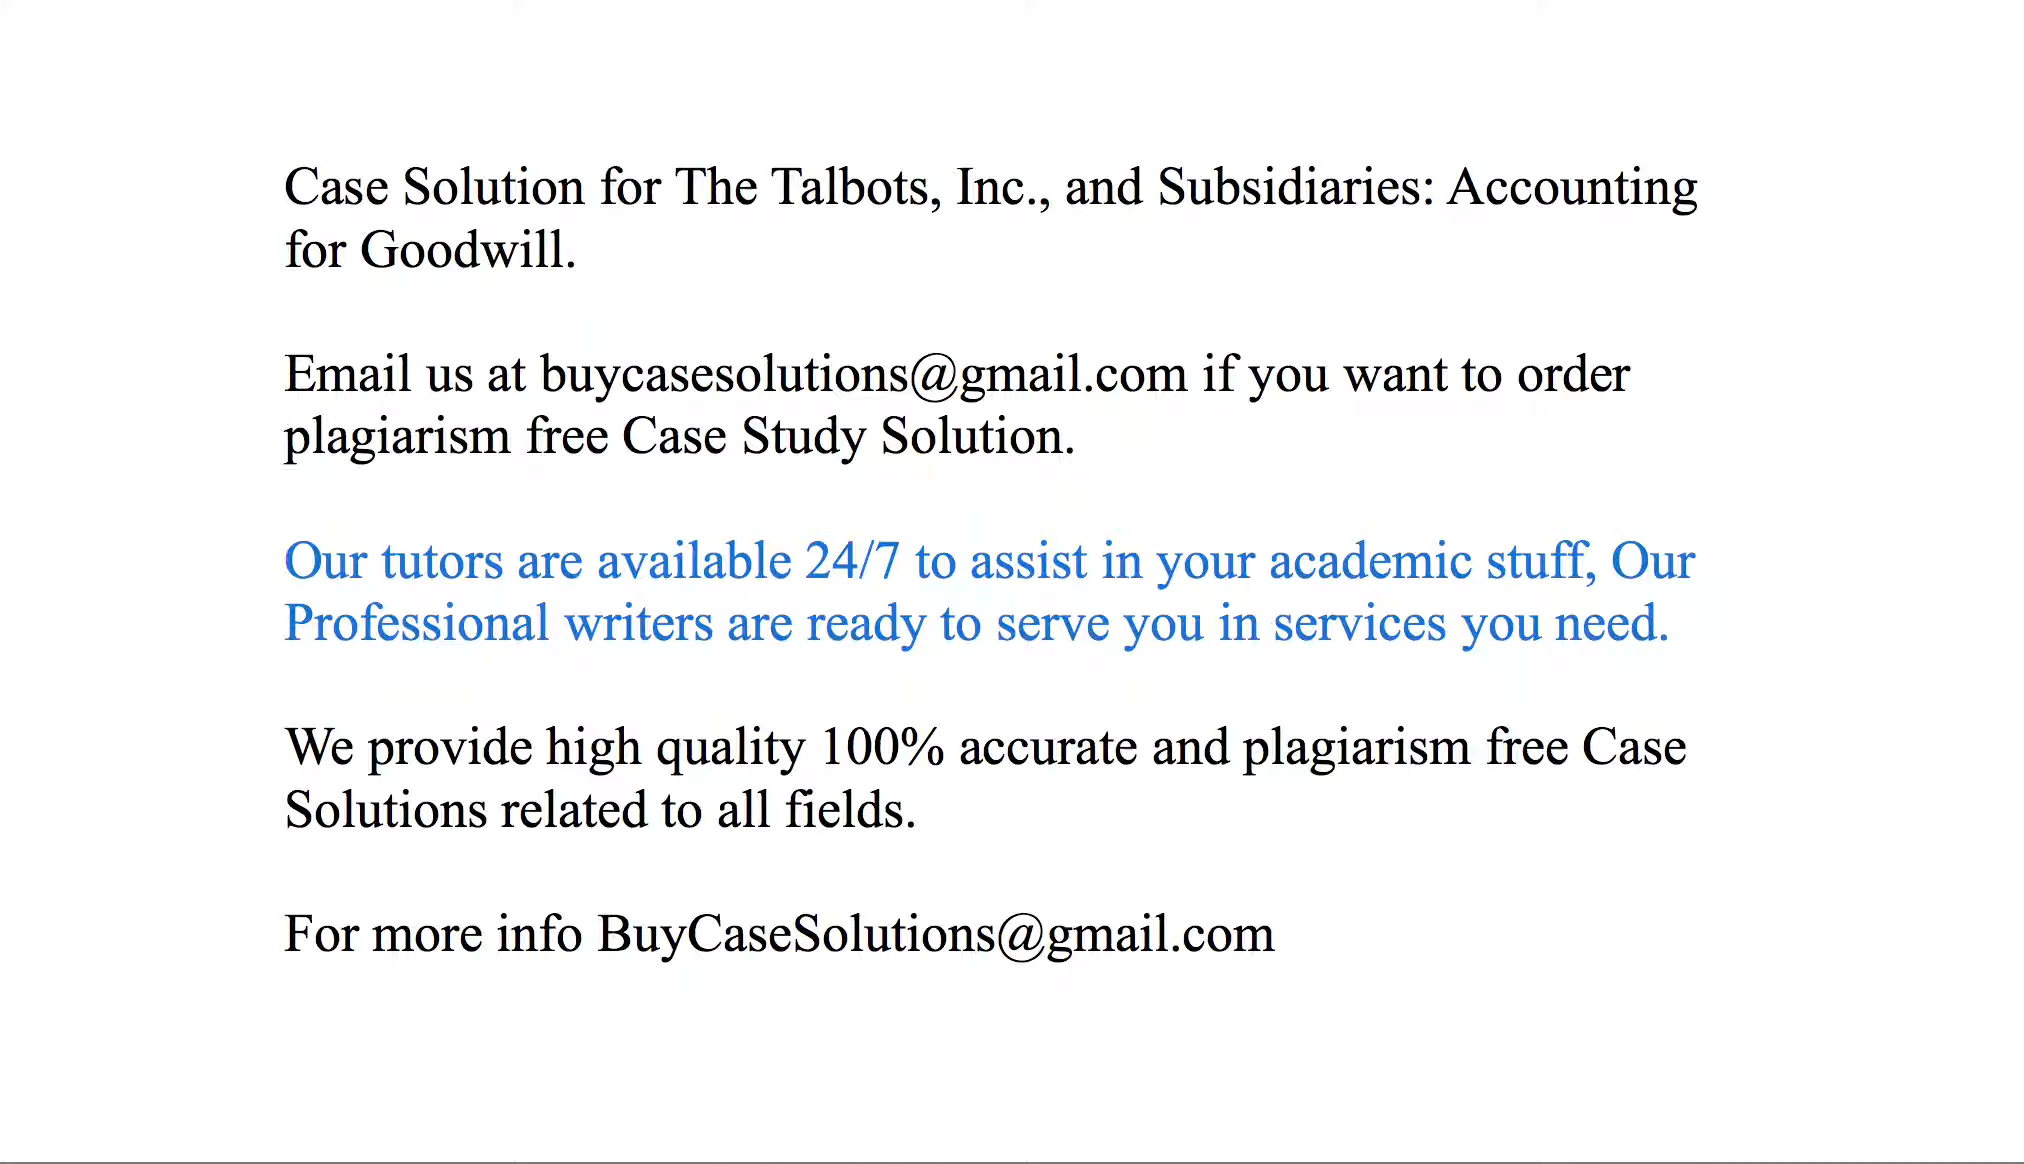 Case Solution for The Talbots, Inc., and Subsidiaries: Accounting
for Goodwill.
Email us at buycasesolutions@gmail.com if you want to order
plagiarism free Case Study Solution.
Our tutors are available 24/7 to assist in your academic stuff, Our
Professional writers are ready to serve you in services you need.
We provide high quality 100% accurate and plagiarism free Case
Solutions related to all fields.
For more info BuyCaseSolutions@gmail.com